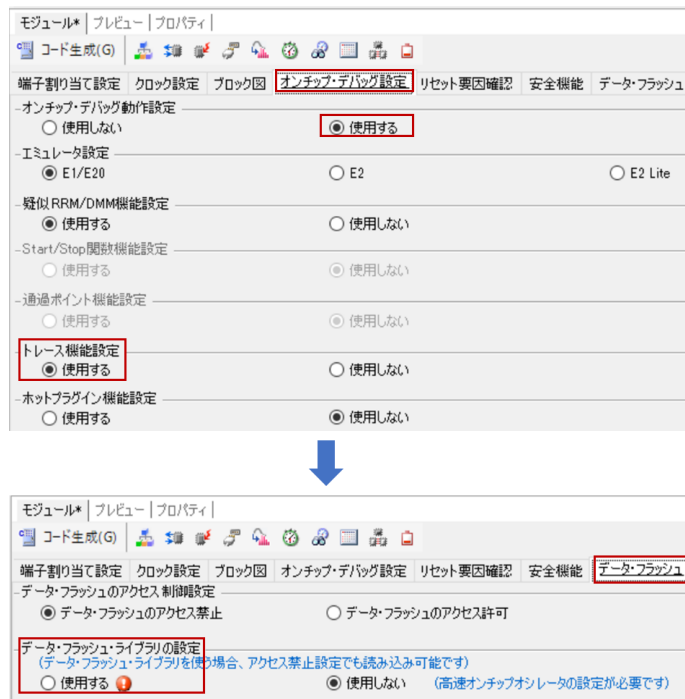 モジュール* プレビュー プロパティ
コード生成(G)
端子割り当て設定 クロック設定 ブロック図 オンチップ・デバッグ設定 リセット要因確認 安全機能 データ・フラッシュ
オンチップ・デバッグ動作設定
使用しない 使用する
エミュレータ設定
E1/E20 E2 E2 Lite
疑似RRM/DMM機能設定
使用する 使用しない
Start/Stop関数機能設定
使用する 使用しない
通過ポイント機能設定
使用する 使用しない
トレース機能設定
使用する 使用しない
ホットプラグイン機能設定
使用する 使用しない
モジュール* プレビュー プロパティ
コード生成(G)
端子割り当て設定 クロック設定 ブロック図 オンチップ・デバッグ設定 リセット要因確認 安全機能 データ・フラッシュ
データ・フラッシュのアクセス制御設定
データ・フラッシュのアクセス禁止 データ・フラッシュのアクセス許可
データ・フラッシュ・ライブラリの設定
(データ・フラッシュ・ライブラリを使う場合、アクセス禁止設定でも読み込み可能です)
使用する 使用しない (高速オンチップオシレータの設定が必要です)